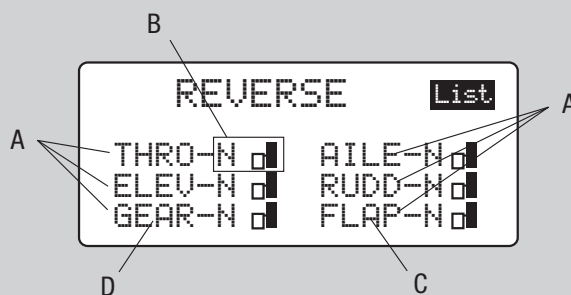 B
REVERSE List
A A
THRO-N AILE-N
ELEV-N RUDD-N
GEAR-N FLAP-N
D C